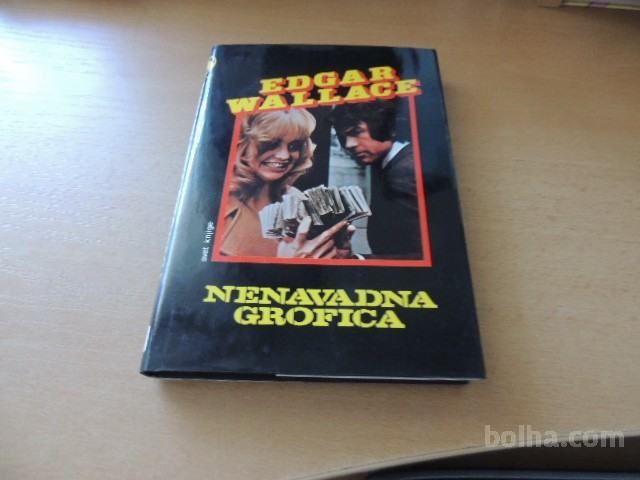 EDGAR
WALLACE
svet knjige
NENAVADNA
GROFICA
bolha.com